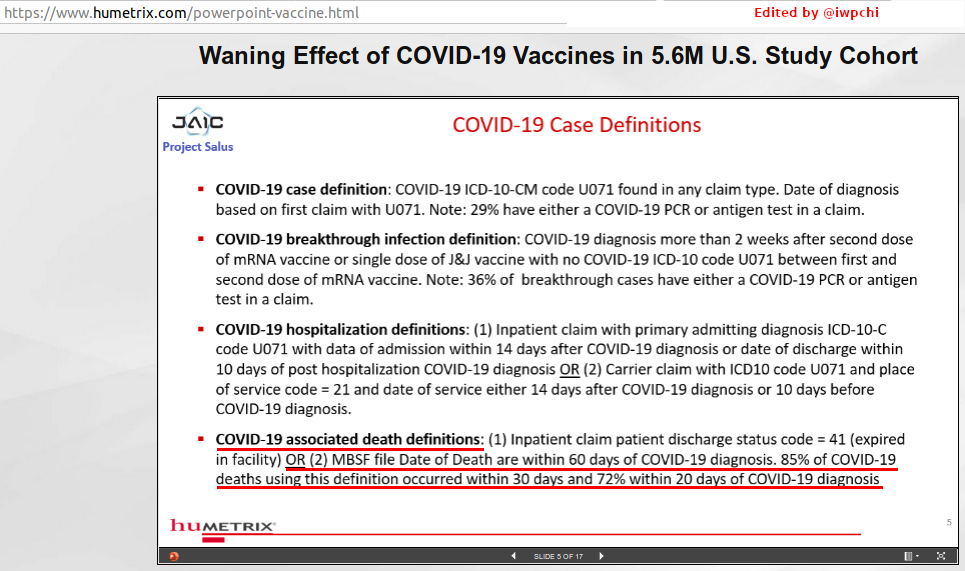 https://www.humetrix.com/powerpoint-vaccine.html
Edited by @iwpchi
Waning Effect of COVID-19 Vaccines in 5.6M U.S. Study Cohort
JAIC
Project Salus
COVID-19 Case Definitions
▪ COVID-19 case definition: COVID-19 ICD-10-CM code U071 found in any claim type. Date of diagnosis
based on first claim with U071. Note: 29% have either a COVID-19 PCR or antigen test in a claim.
▪ COVID-19 breakthrough infection definition: COVID-19 diagnosis more than 2 weeks after second dose
of mRNA vaccine or single dose of J&J vaccine with no COVID-19 ICD-10 code U071 between first and
second dose of mRNA vaccine. Note: 36% of breakthrough cases have either a COVID-19 PCR or antigen
test in a claim.
▪ COVID-19 hospitalization definitions: (1) Inpatient claim with primary admitting diagnosis ICD-10-C
code U071 with data of admission within 14 days after COVID-19 diagnosis or date of discharge within
10 days of post hospitalization COVID-19 diagnosis OR (2) Carrier claim with ICD10 code U071 and place
of service code = 21 and date of service either 14 days after COVID-19 diagnosis or 10 days before
COVID-19 diagnosis.
▪ COVID-19 associated death definitions: (1) Inpatient claim patient discharge status code = 41 (expired
in facility) OR (2) MBSF file Date of Death are within 60 days of COVID-19 diagnosis. 85% of COVID-19
deaths using this definition occurred within 30 days and 72% within 20 days of COVID-19 diagnosis
huMETRIX®
5
SLIDE 5 OF 17